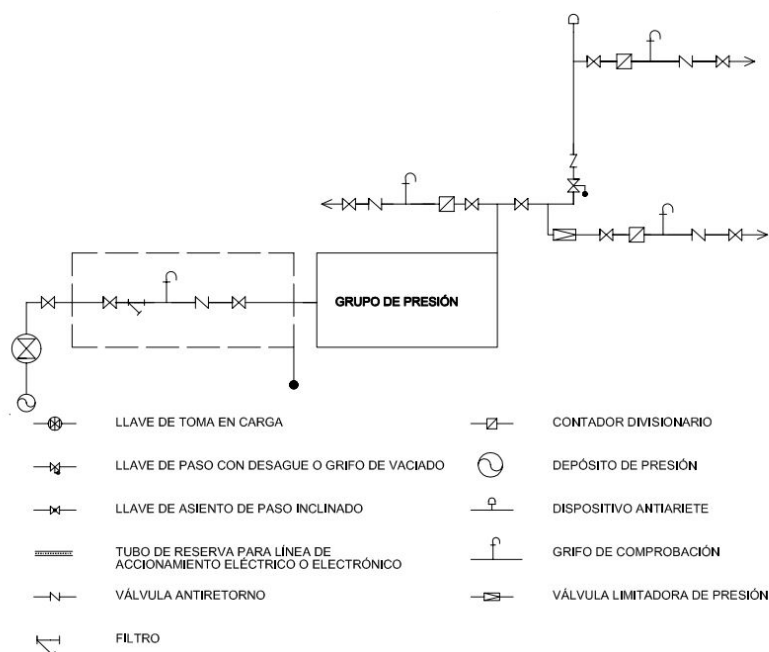 GRUPO DE PRESIÓN
LLAVE DE TOMA EN CARGA
LLAVE DE PASO CON DESAGUE O GRIFO DE VACIADO
LLAVE DE ASIENTO DE PASO INCLINADO
TUBO DE RESERVA PARA LÍNEA DE
ACCIONAMIENTO ELÉCTRICO O ELECTRÓNICO
VÁLVULA ANTIRETORNO
FILTRO
CONTADOR DIVISIONARIO
DEPÓSITO DE PRESIÓN
DISPOSITIVO ANTIARIETE
GRIFO DE COMPROBACIÓN
VÁLVULA LIMITADORA DE PRESIÓN